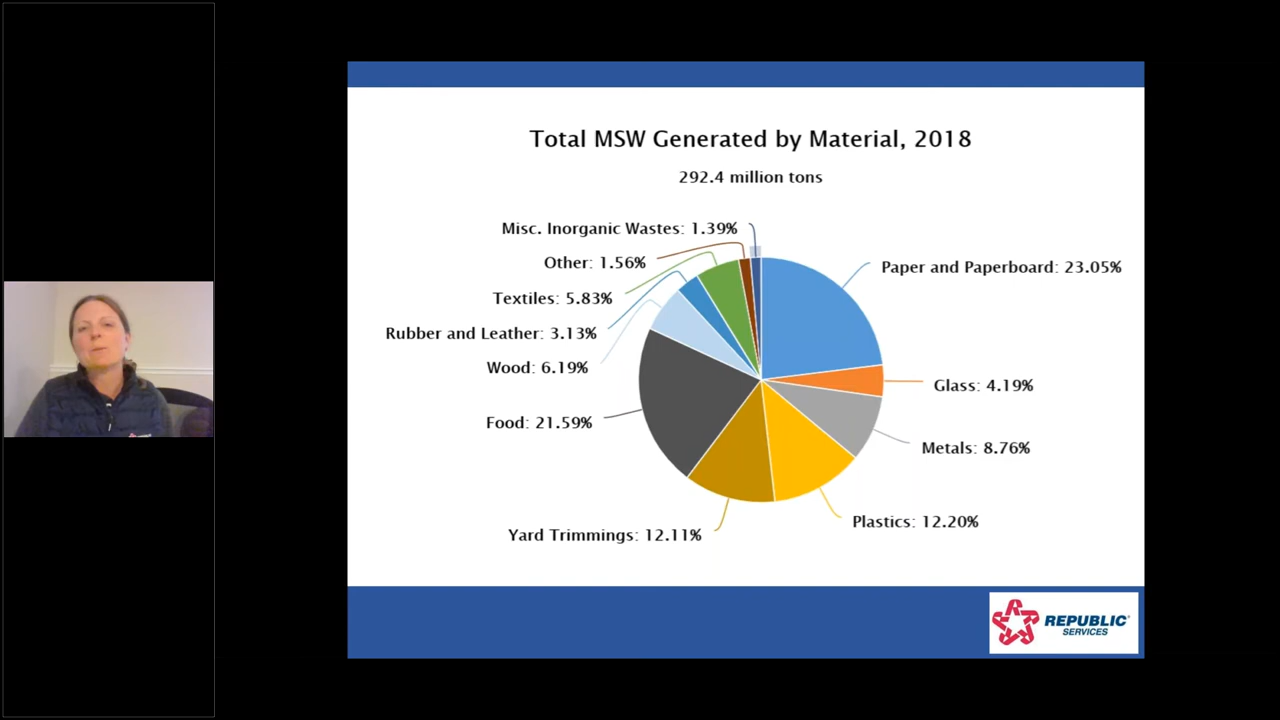 Total MSW Generated by Material, 2018
292.4 million tons
Misc. Inorganic Wastes: 1.39%
Other: 1.56%
Textiles: 5.83%
Rubber and Leather: 3.13%
Wood: 6.19%
Food: 21.59%
Yard Trimmings: 12.11%
Paper and Paperboard: 23.05%
Glass: 4.19%
Metals: 8.76%
Plastics: 12.20%
REPUBLIC
SERVICES